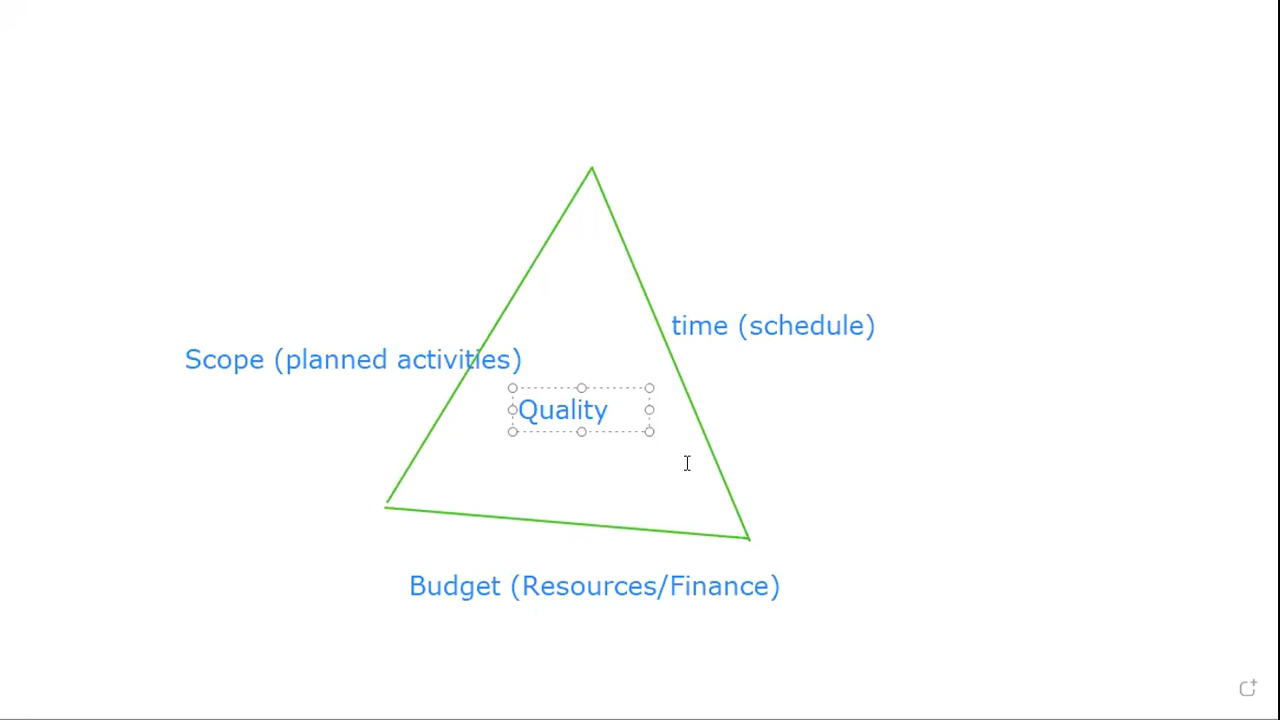 time (schedule)
Scope (planned activities)
Quality
Budget (Resources/Finance)